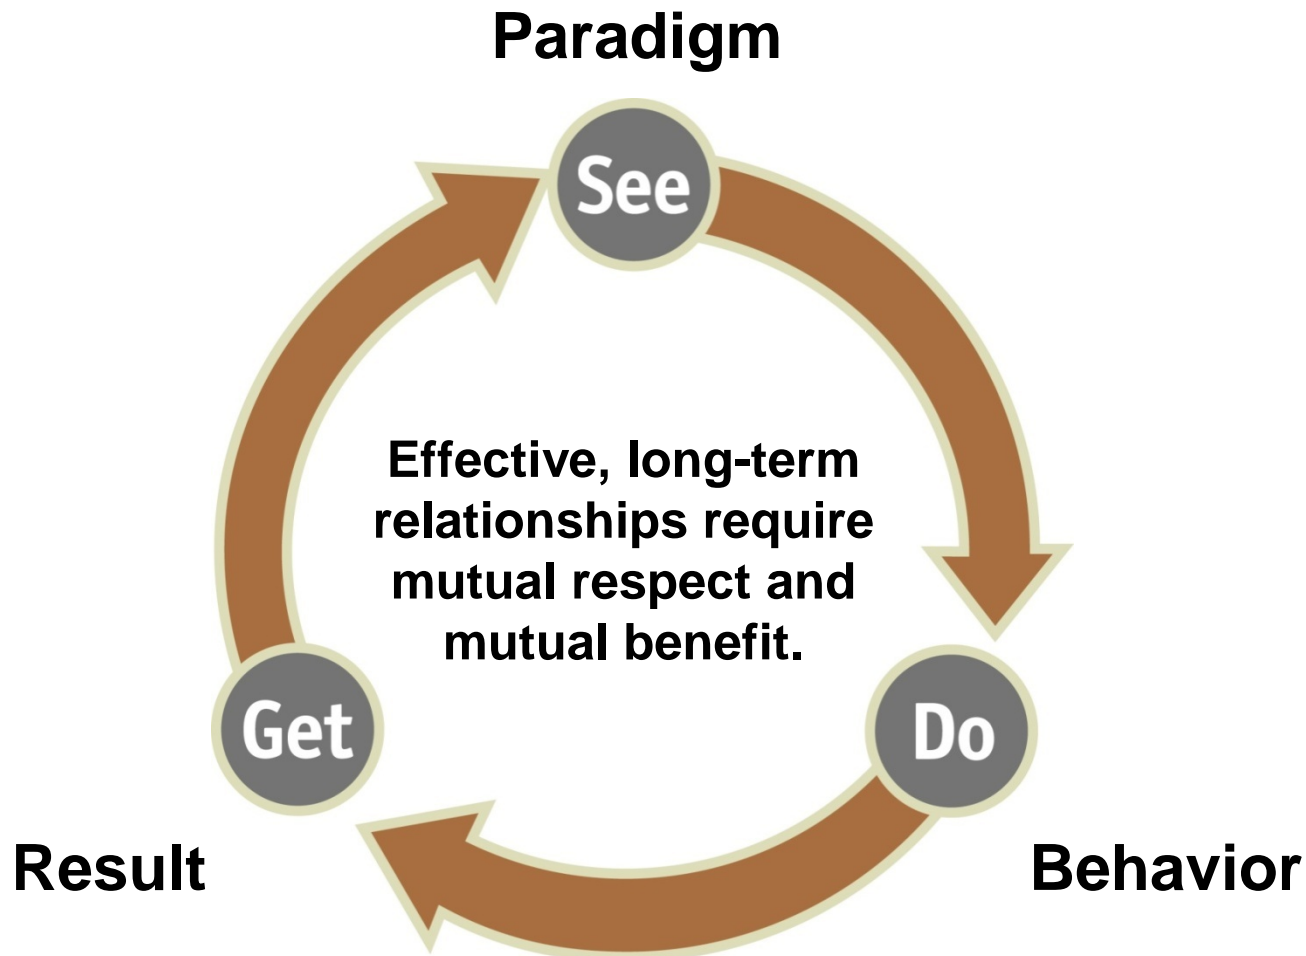 Paradigm
See
Effective, long-term
relationships require
mutual respect and
mutual benefit.
Get
Do
Result
Behavior